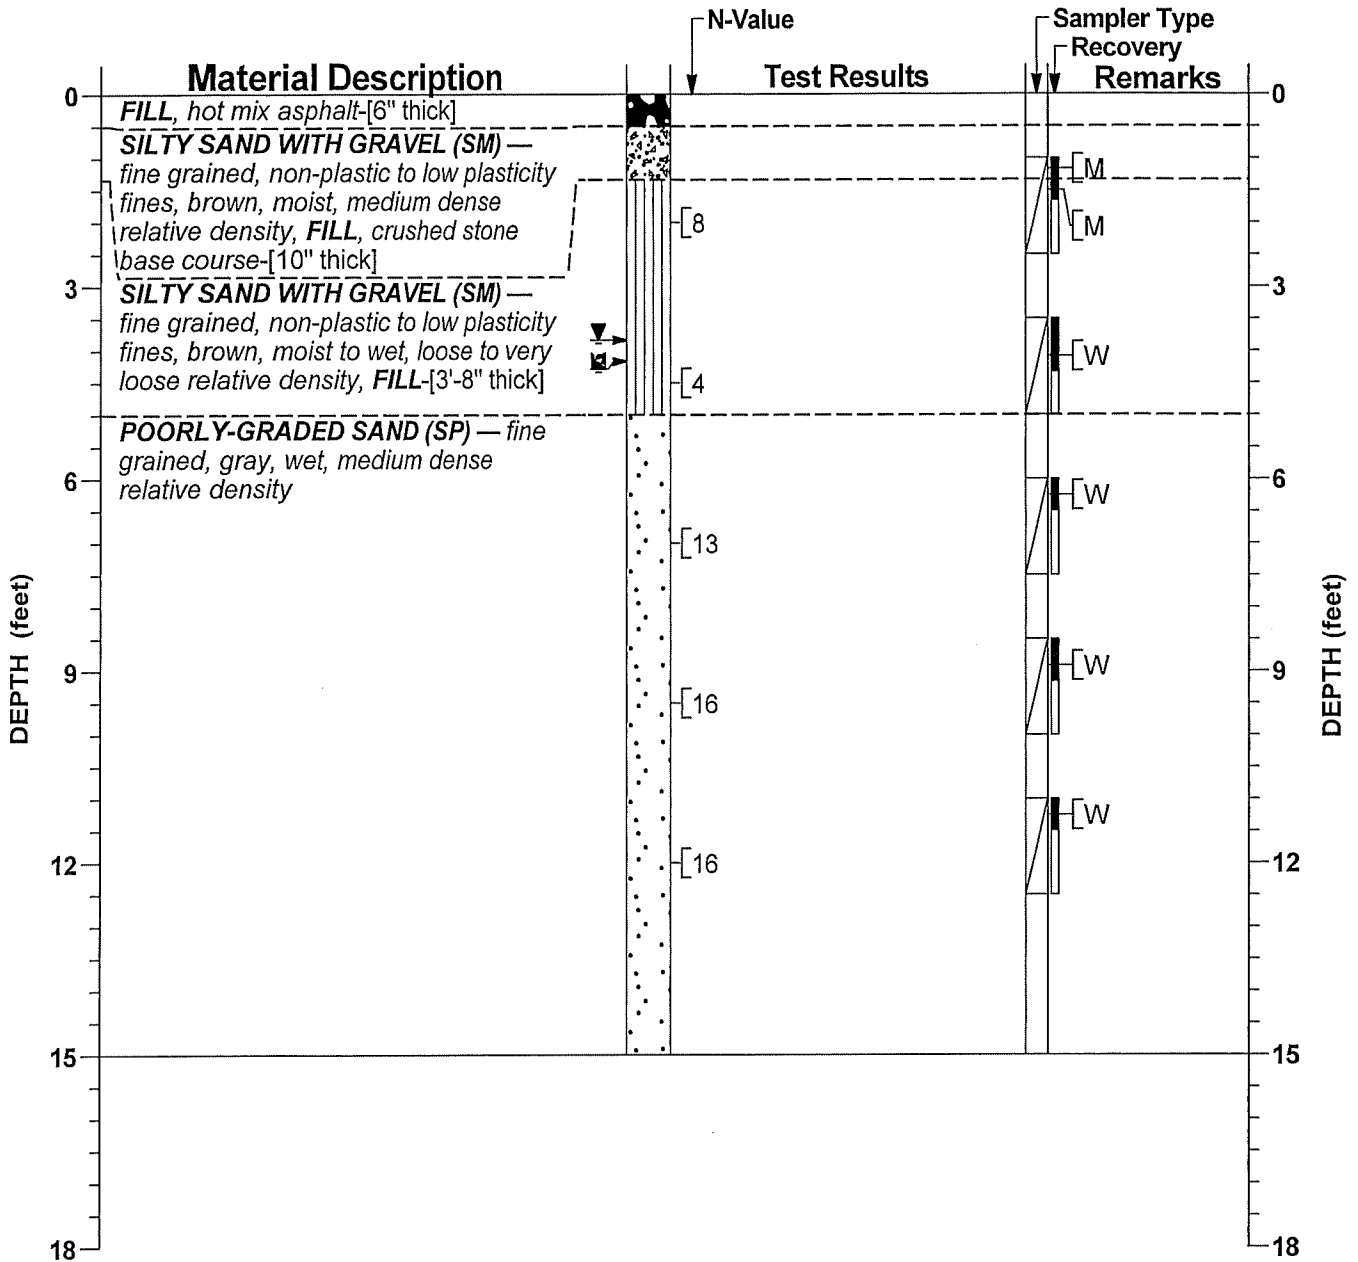 N-Value
Sampler Type
Recovery
Material Description
Test Results
Remarks
0
0
FILL, hot mix asphalt-[6" thick]
SILTY SAND WITH GRAVEL (SM) —
fine grained, non-plastic to low plasticity
fines, brown, moist, medium dense
relative density, FILL, crushed stone
base course-[10" thick]
M
8
M
3
3
SILTY SAND WITH GRAVEL (SM) —
fine grained, non-plastic to low plasticity
fines, brown, moist to wet, loose to very
loose relative density, FILL-[3'-8" thick]
W
4
POORLY-GRADED SAND (SP) — fine
grained, gray, wet, medium dense
relative density
6
6
W
13
DEPTH (feet)
DEPTH (feet)
9
9
W
16
W
12
12
16
15
15
18
18